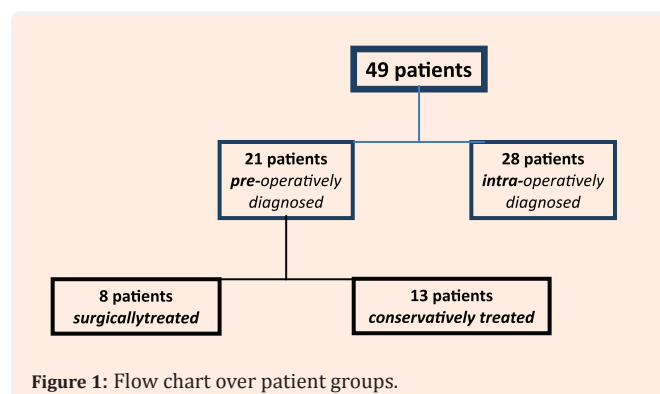 49 patients
21 patients
pre-operatively
diagnosed
28 patients
intra-operatively
diagnosed
8 patients
surgicallytreated
13 patients
conservatively treated
Figure 1: Flow chart over patient groups.